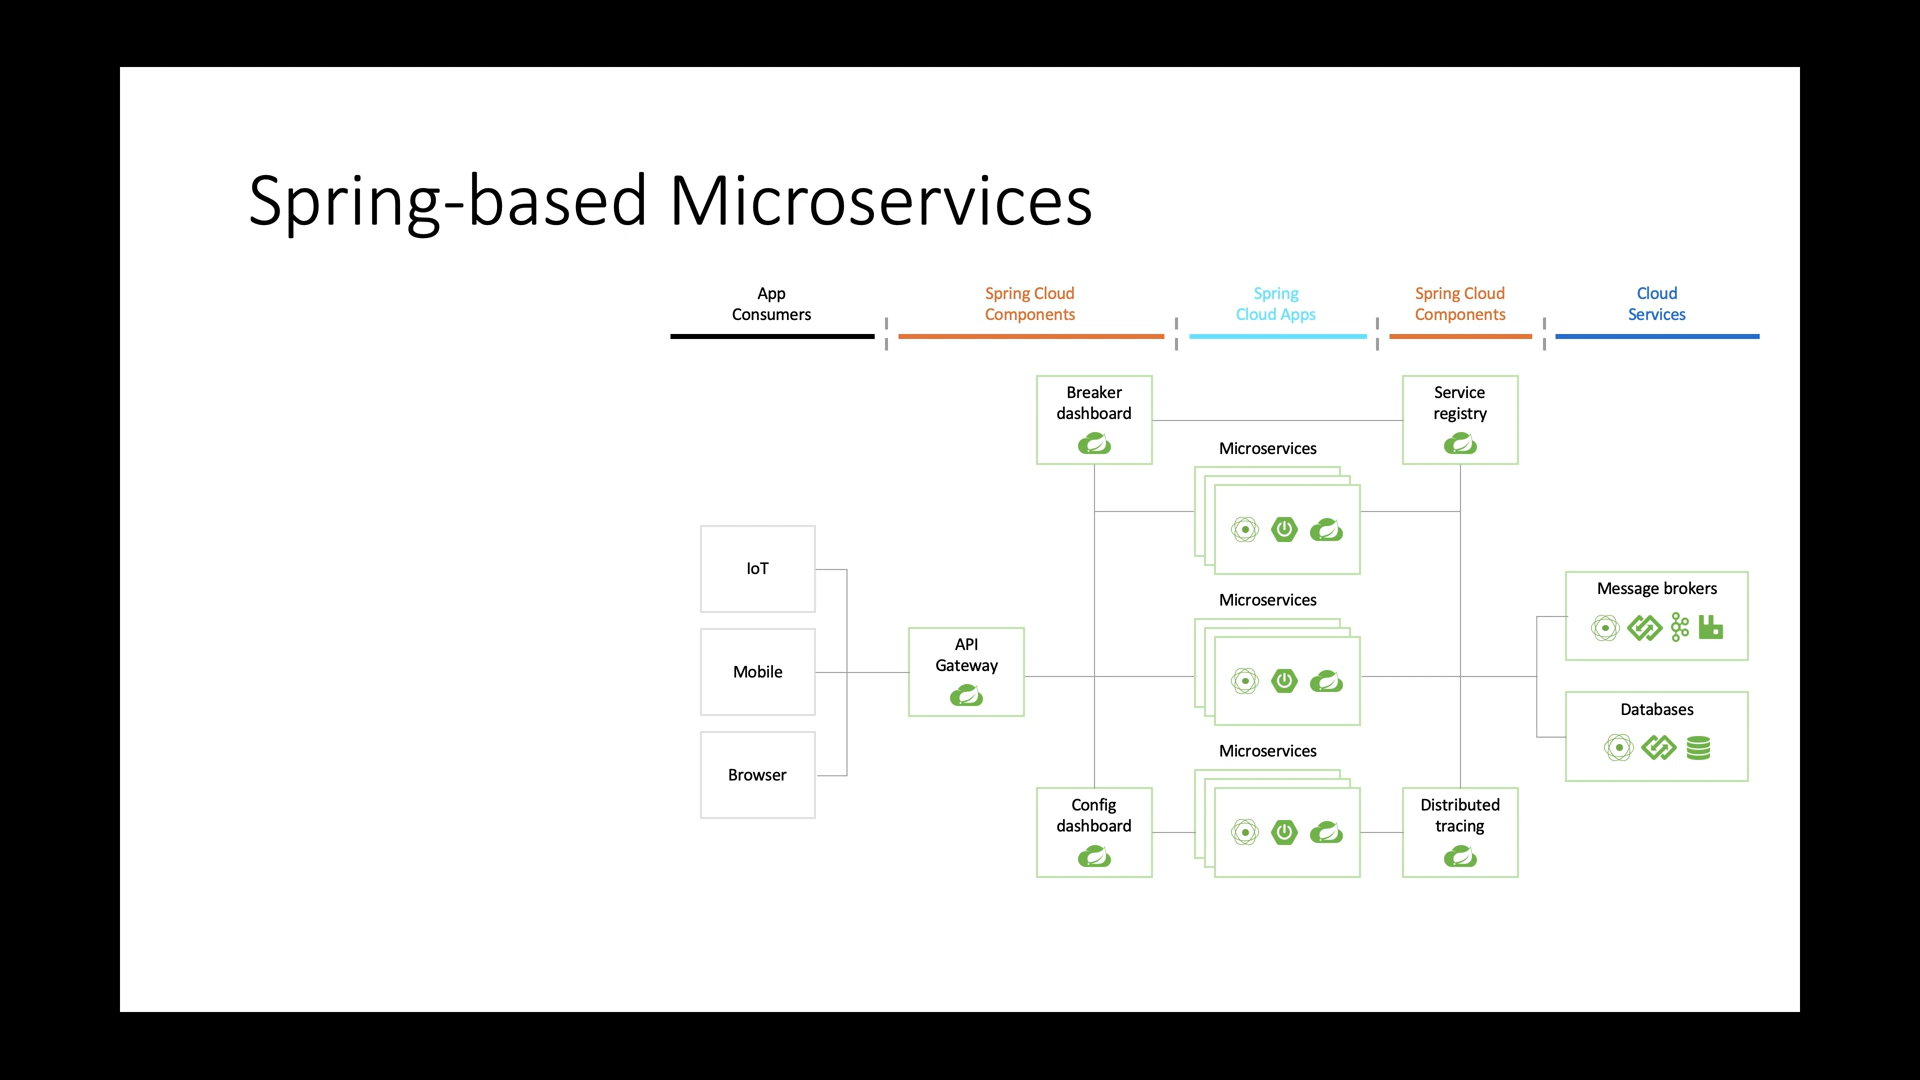 Spring-based Microservices
App
Consumers
Spring Cloud
Components
Spring
Cloud Apps
Spring Cloud
Components
Cloud
Services
Breaker
dashboard
Service
registry
Microservices
IoT
Mobile
Browser
API
Gateway
Microservices
Message brokers
Databases
Microservices
Config
dashboard
Distributed
tracing